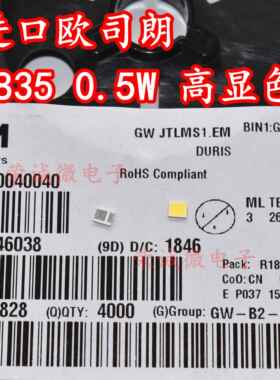 进口欧司朗
2835 0.5W 高显色
GW JTLMS1.EM
BIN1:G
DURIS
0040040
RoHS Compliant
ML TE
3 26
46038
(9D) D/C: 1846
Pack: R18
CoO: CN
E P037 15
828
(Q)QTY: 4000
(G)Group: GW-B2-